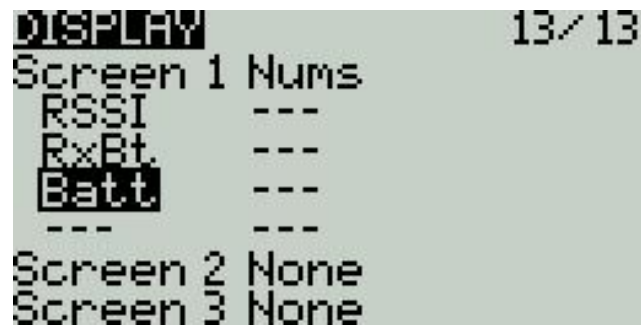 DISPLAY 13/13
Screen 1 Nums
RSSI ---
RxBt ---
Batt ---
--- ---
Screen 2 None
Screen 3 None